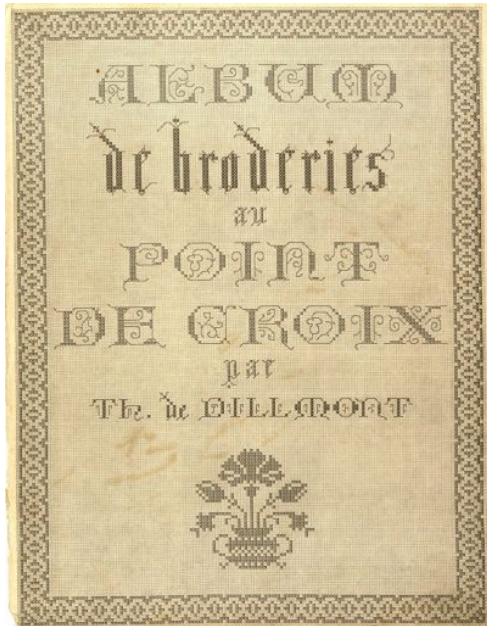 ALBUM
de broderies
au
POINT
DE CROIX
par
Th. de DILLMONT